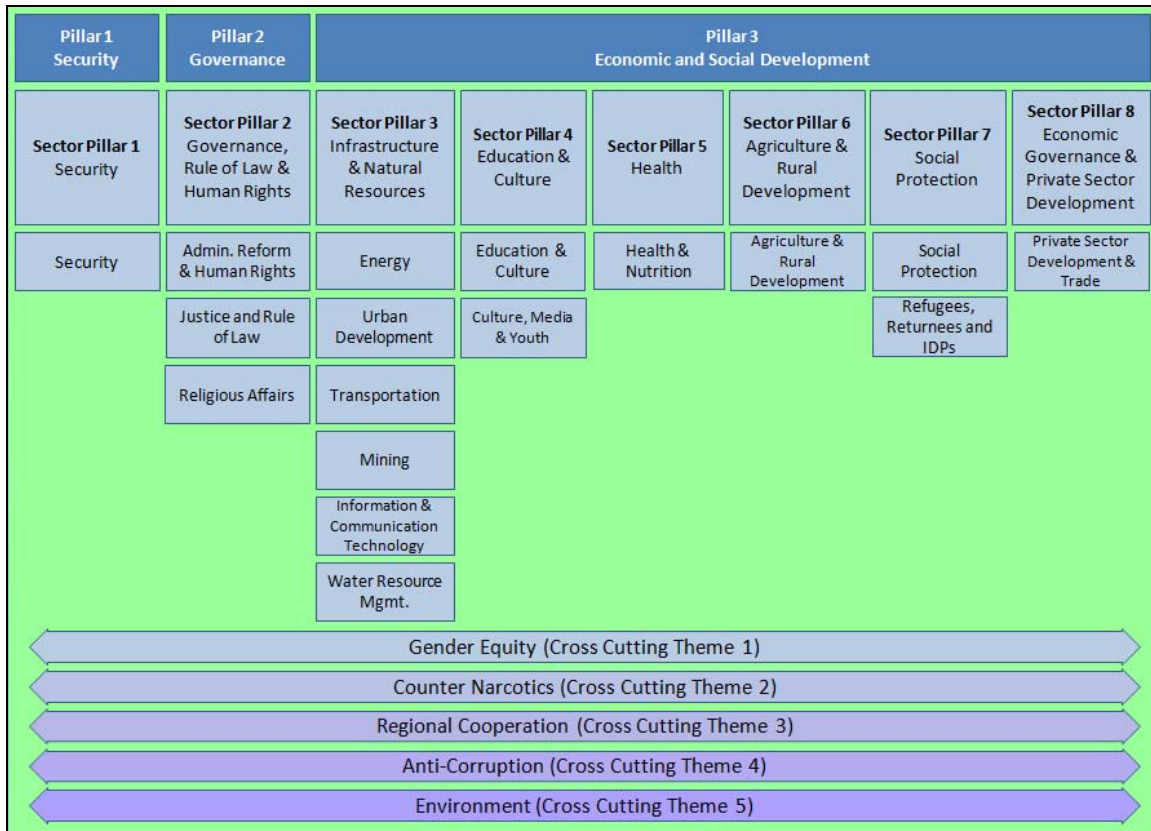 Pillar 1
Security
Pillar 2
Governance
Pillar 3
Economic and Social Development
Sector Pillar 1
Security
Sector Pillar 2
Governance,
Rule of Law &
Human Rights
Sector Pillar 3
Infrastructure
& Natural
Resources
Sector Pillar 4
Education &
Culture
Sector Pillar 5
Health
Sector Pillar 6
Agriculture &
Rural
Development
Sector Pillar 7
Social
Protection
Sector Pillar 8
Economic
Governance &
Private Sector
Development
Security
Admin. Reform
& Human Rights
Energy
Education &
Culture
Health &
Nutrition
Agriculture &
Rural
Development
Social
Protection
Private Sector
Development &
Trade
Justice and Rule
of Law
Urban
Development
Culture, Media
& Youth
Refugees,
Returnees and
IDPs
Religious Affairs
Transportation
Mining
Information &
Communication
Technology
Water Resource
Mgmt.
Gender Equity (Cross Cutting Theme 1)
Counter Narcotics (Cross Cutting Theme 2)
Regional Cooperation (Cross Cutting Theme 3)
Anti-Corruption (Cross Cutting Theme 4)
Environment (Cross Cutting Theme 5)